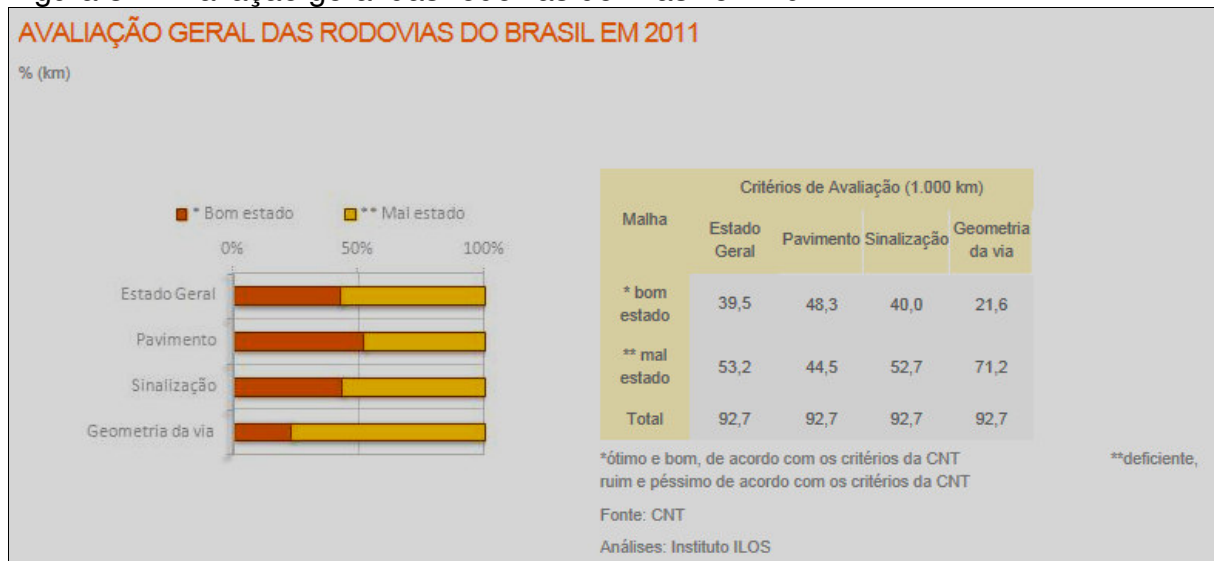 AVALIAÇÃO GERAL DAS RODOVIAS DO BRASIL EM 2011
% (km)
* Bom estado ** Mal estado
0% 50% 100%
Estado Geral
Pavimento
Sinalização
Geometria da via
Critérios de Avaliação (1.000 km)
Malha Estado Geral Pavimento Sinalização Geometria da via
* bom estado 39,5 48,3 40,0 21,6
** mal estado 53,2 44,5 52,7 71,2
Total 92,7 92,7 92,7 92,7
*ótimo e bom, de acordo com os critérios da CNT **deficiente,
ruim e péssimo de acordo com os critérios da CNT
Fonte: CNT
Análises: Instituto ILOS